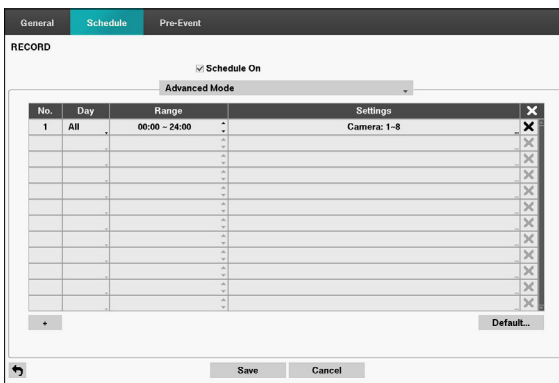 General Schedule Pre-Event
RECORD
Schedule On
Advanced Mode
No. Day Range Settings
1 All 00:00 ~ 24:00 Camera: 1~8
+ Default...
Save Cancel